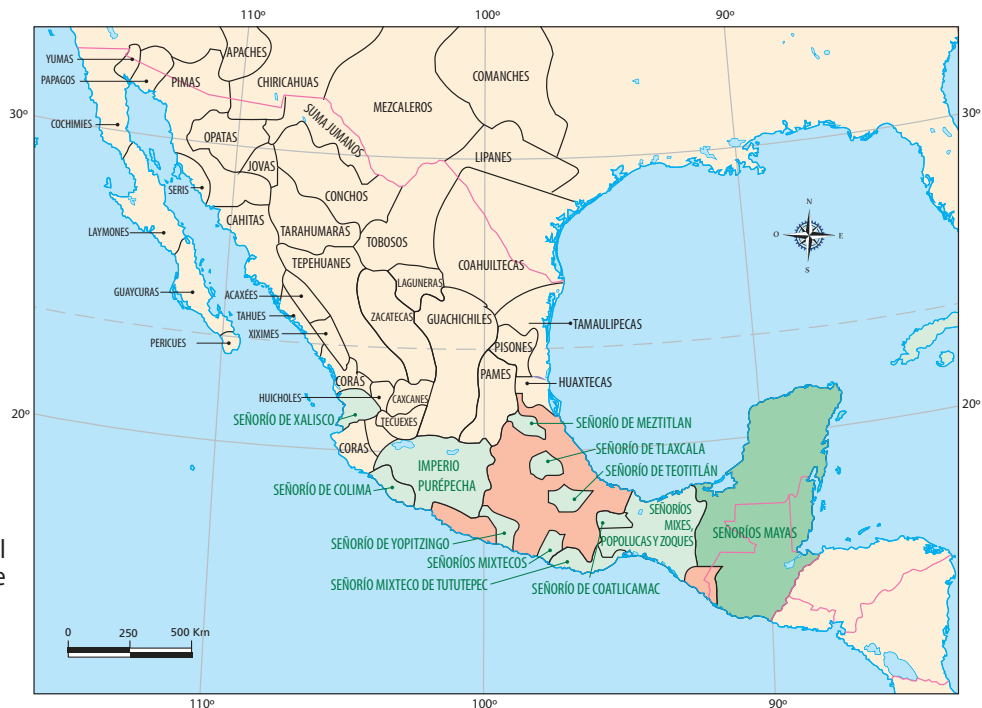 110º 100º 90º
APACHES
YUMAS
PAPAGOS
PIMAS
CHIRICAHUAS
COMANCHES
MEZCALEROS
30º
30º
COCHIMIES
OPATAS
SUMA JUMANOS
LIPANES
JOVAS
SERIS
CONCHOS
CAHITAS
LAYMONES
TARAHUMARAS
TOBOSOS
TEPEHUANES
COAHUILTECAS
LAGUNERAS
GUAYCURAS
ACAXÉES
TAHUES
ZACATECAS
GUACHICHILES
TAMAULIPECAS
XIXIMES
PERICUES
PISONES
PAMES
HUAXTECAS
CORAS
HUICHOLES
CAXCANES
TECUEXES
20º
20º
SEÑORÍO DE XALISCO
SEÑORÍO DE MEZTITLAN
CORAS
SEÑORÍO DE TLAXCALA
IMPERIO
PURÉPECHA
SEÑORÍO DE TEOTITLÁN
SEÑORÍO DE COLIMA
SEÑORÍOS
MIXES,
POPOLUCAS Y ZOQUES
SEÑORÍOS MAYAS
SEÑORÍO DE YOPITZINGO
SEÑORÍOS MIXTECOS
SEÑORÍO MIXTECO DE TUTUTEPEC
SEÑORÍO DE COATLICAMAC
N
O E
S
l
e
0 250 500 Km
110º 100º 90º